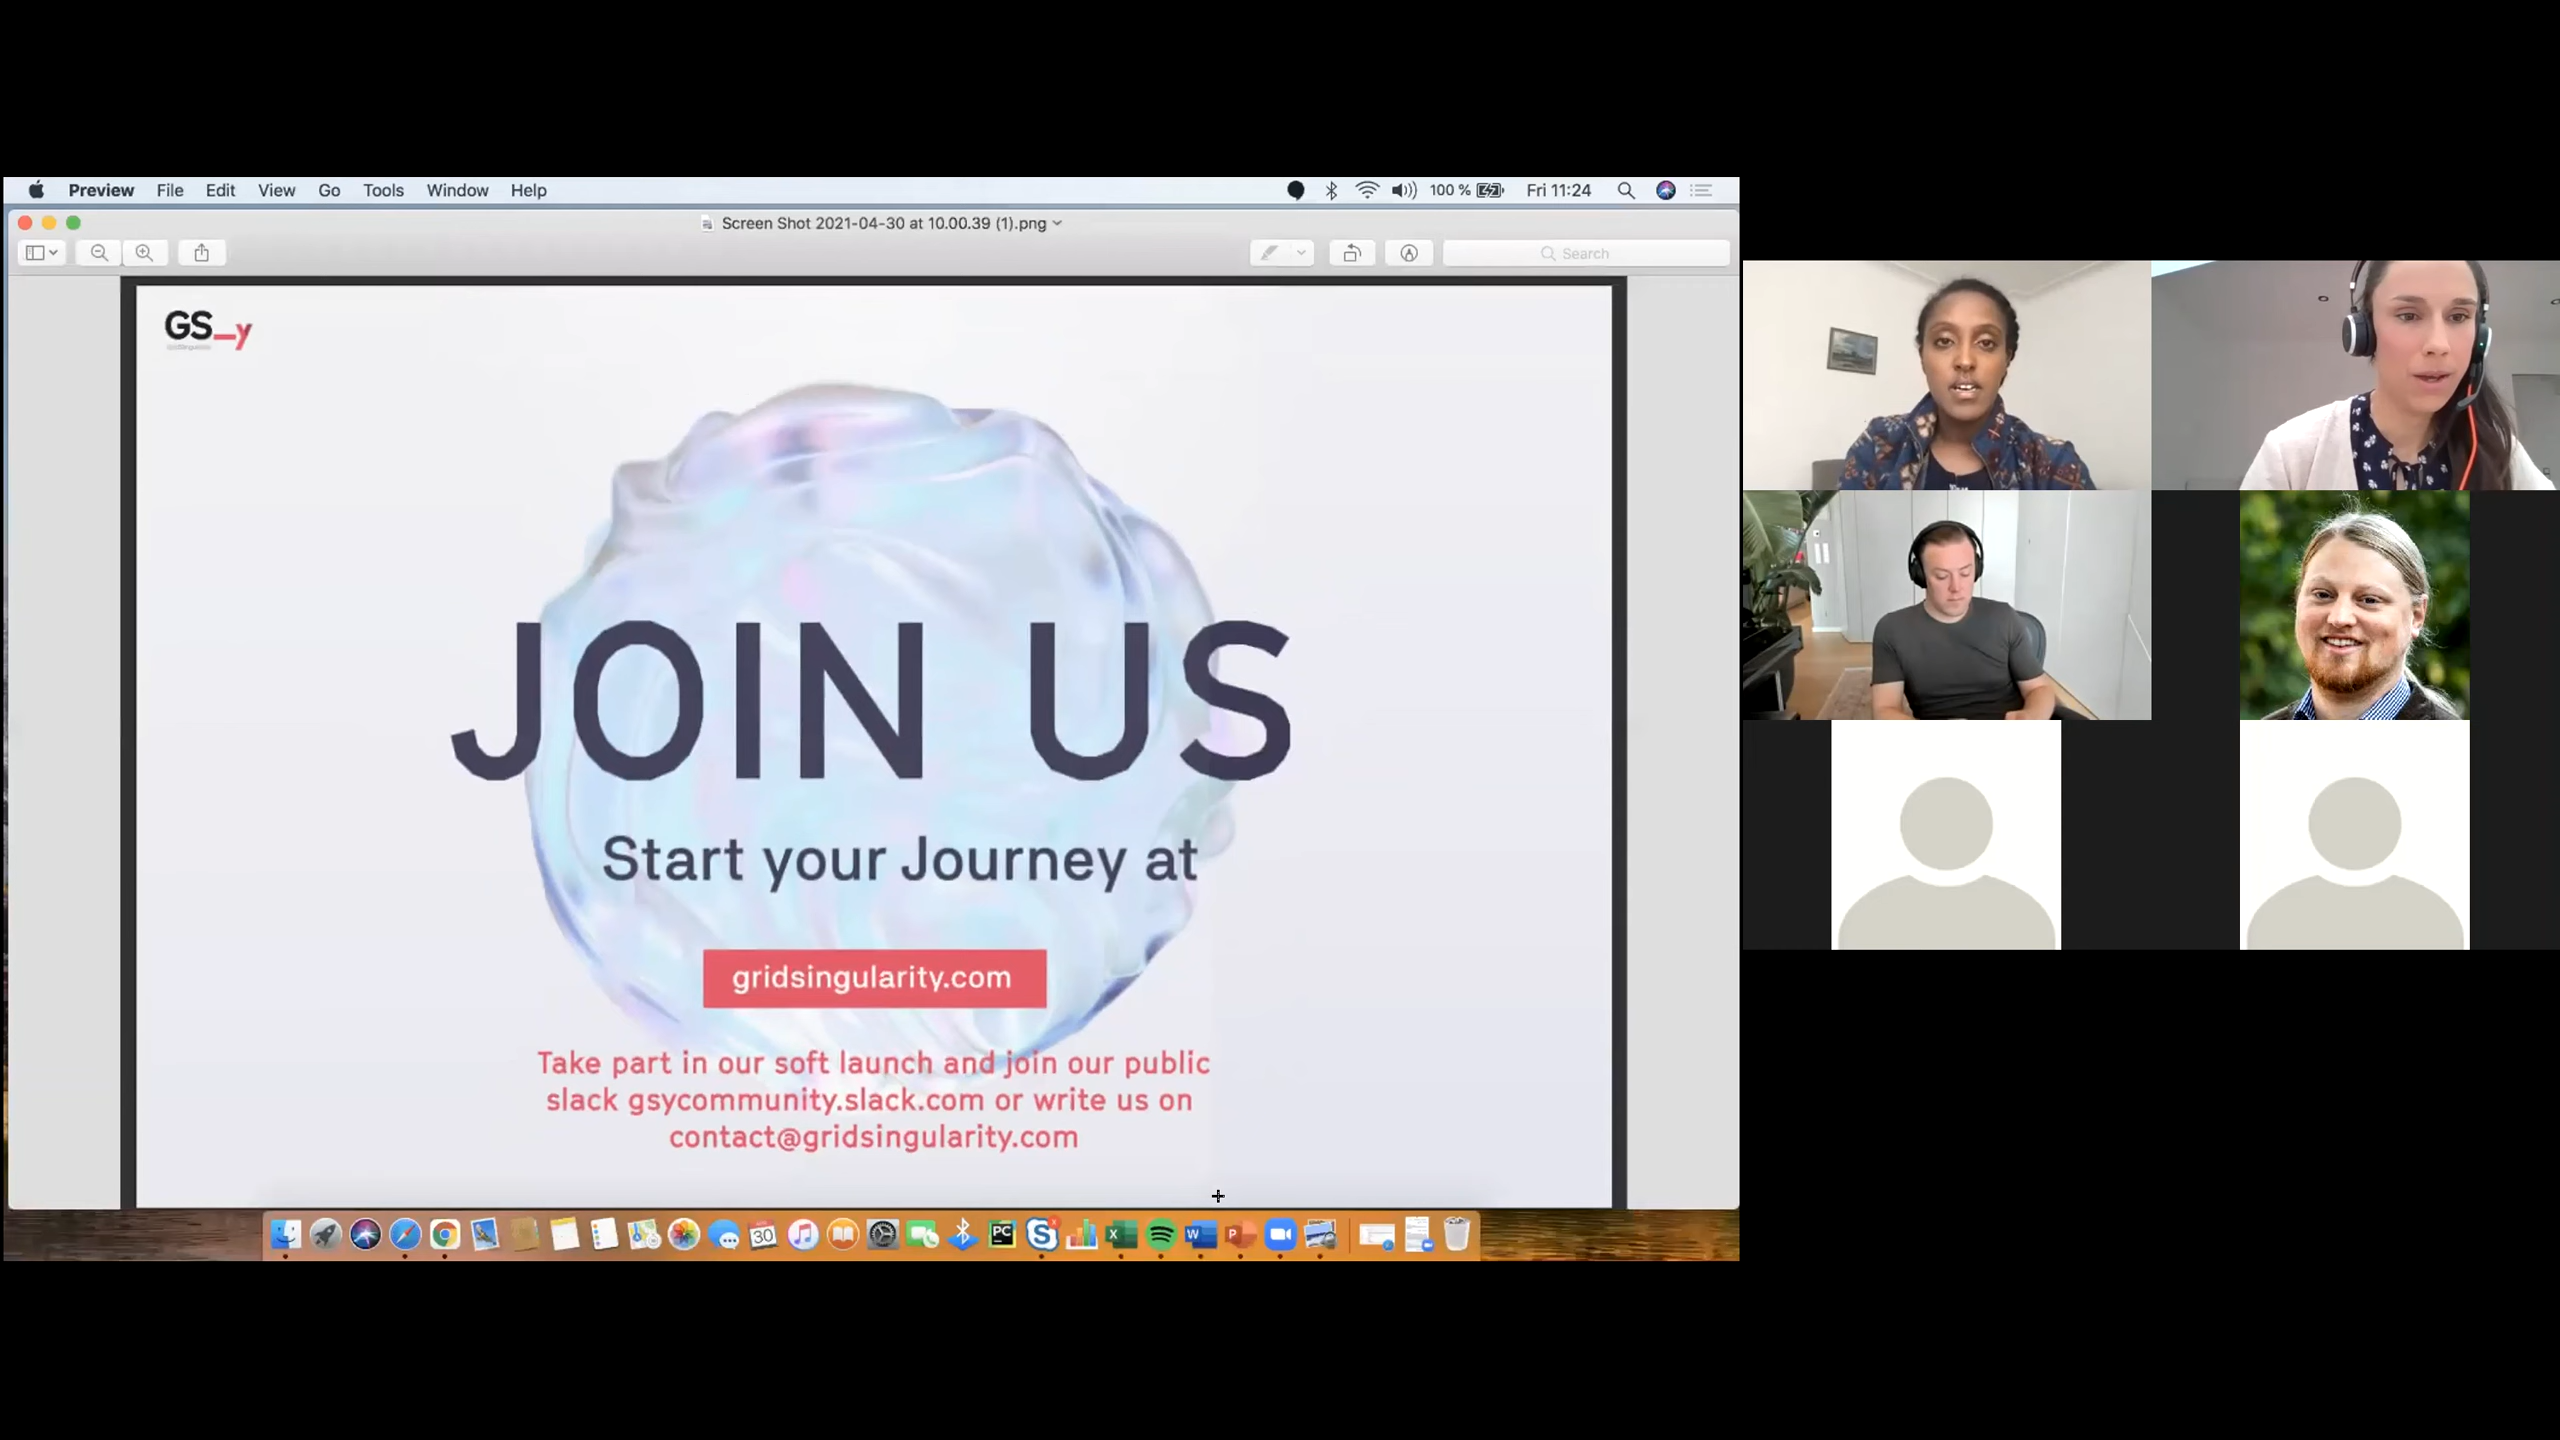 Preview File Edit View Go Tools Window Help 100 % Fri 11:24
Screen Shot 2021-04-30 at 10.00.39 (1).png
Search
GS_y
JOIN US
Start your Journey at
gridsingularity.com
Take part in our soft launch and join our public
slack gsycommunity.slack.com or write us on
contact@gridsingularity.com
30
PC
S
X
W
P